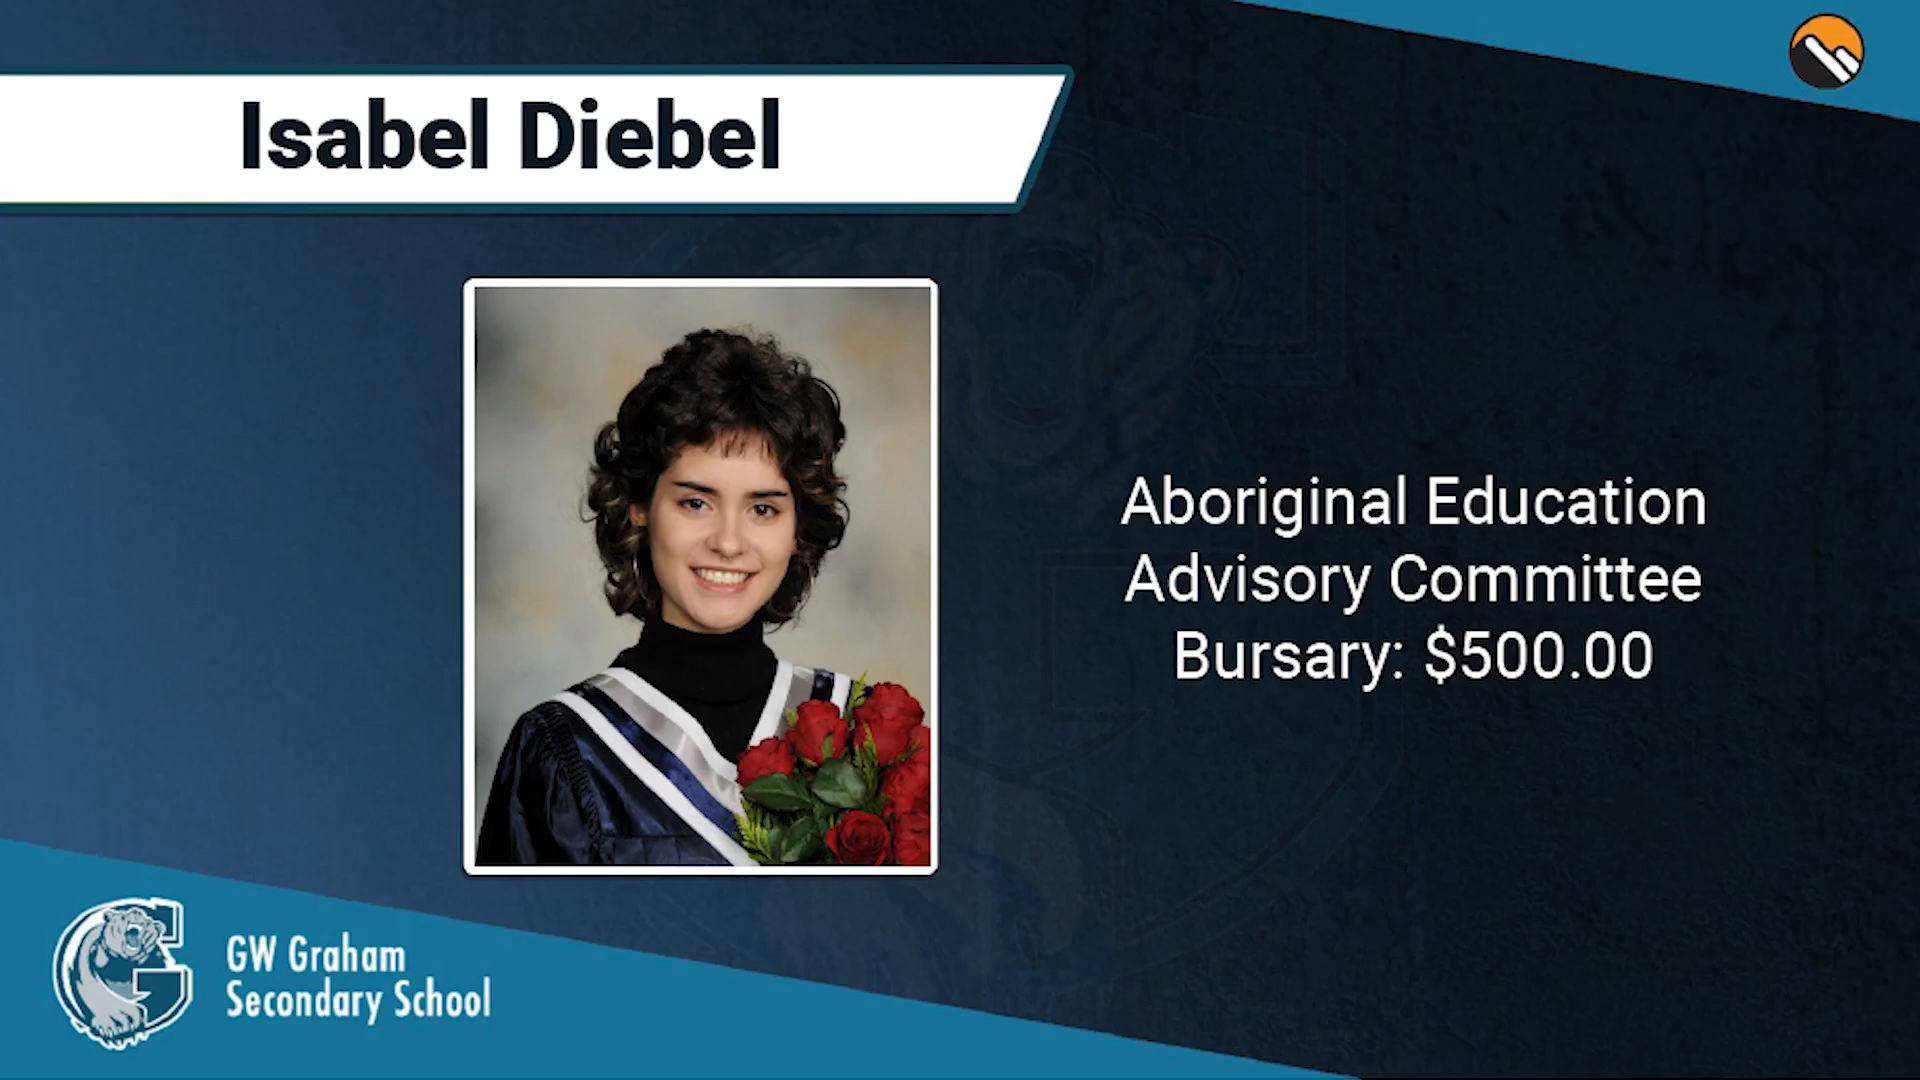 Isabel Diebel
Aboriginal Education
Advisory Committee
Bursary: $500.00
GW Graham
Secondary School